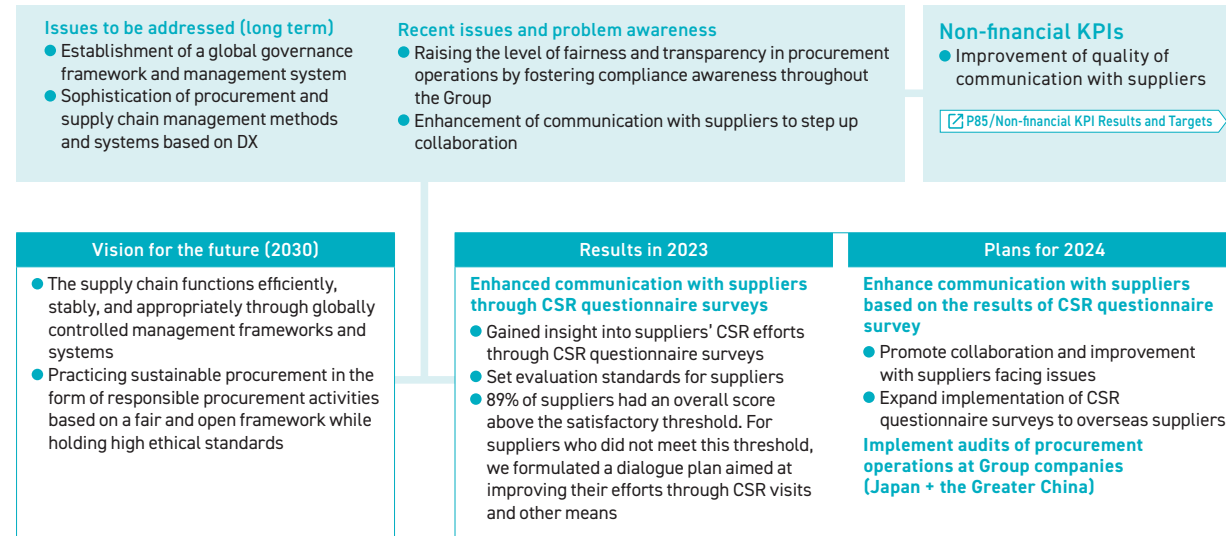 Issues to be addressed (long term)
● Establishment of a global governance
framework and management system
● Sophistication of procurement and
supply chain management methods
and systems based on DX
Recent issues and problem awareness
● Raising the level of fairness and transparency in procurement
operations by fostering compliance awareness throughout
the Group
● Enhancement of communication with suppliers to step up
collaboration
Non-financial KPIs
● Improvement of quality of
communication with suppliers
P85/Non-financial KPI Results and Targets
Vision for the future (2030)
● The supply chain functions efficiently,
stably, and appropriately through globally
controlled management frameworks and
systems
● Practicing sustainable procurement in the
form of responsible procurement activities
based on a fair and open framework while
holding high ethical standards
Results in 2023
Enhanced communication with suppliers
through CSR questionnaire surveys
● Gained insight into suppliers’ CSR efforts
through CSR questionnaire surveys
● Set evaluation standards for suppliers
● 89% of suppliers had an overall score
above the satisfactory threshold. For
suppliers who did not meet this threshold,
we formulated a dialogue plan aimed at
improving their efforts through CSR visits
and other means
Plans for 2024
Enhance communication with suppliers
based on the results of CSR questionnaire
survey
● Promote collaboration and improvement
with suppliers facing issues
● Expand implementation of CSR
questionnaire surveys to overseas suppliers
Implement audits of procurement
operations at Group companies
(Japan + the Greater China)